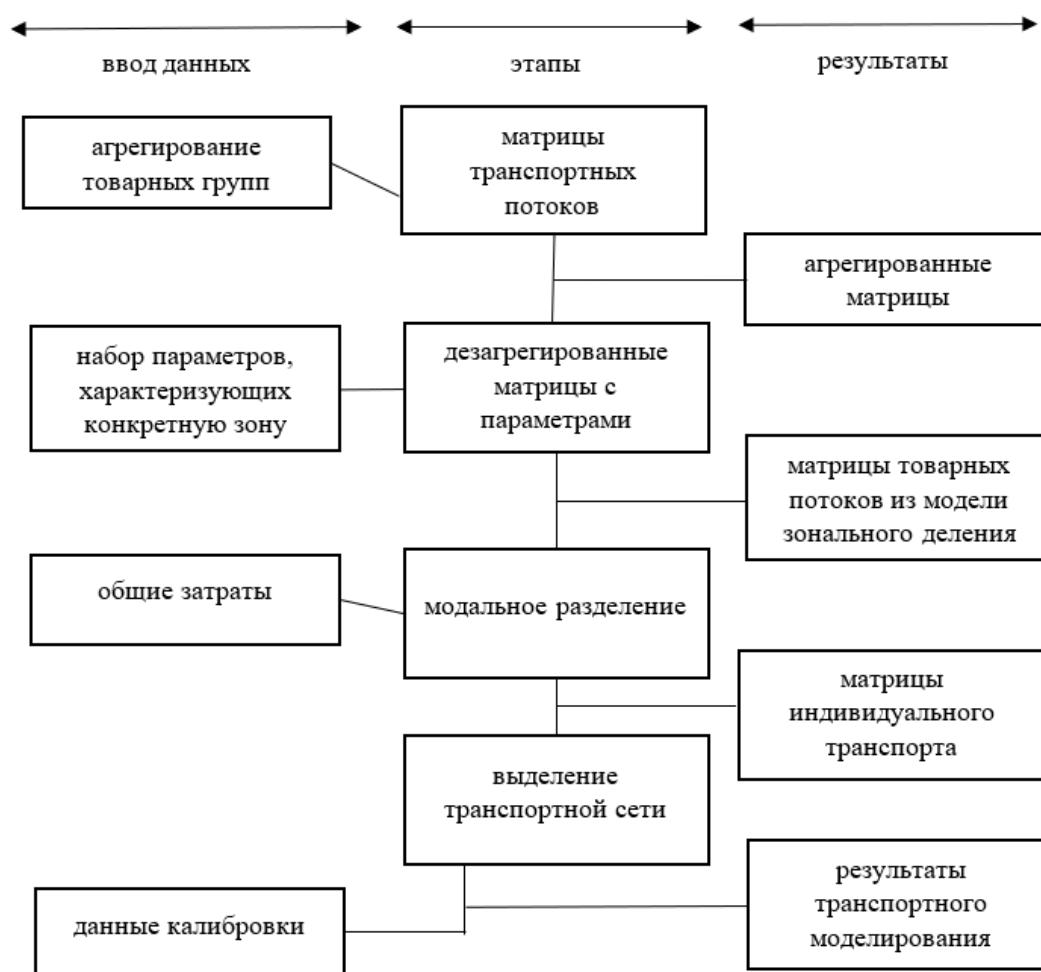 ввод данных
этапы
результаты
агрегирование
товарных групп
матрицы
транспортных
потоков
агрегированные
матрицы
набор параметров,
характеризующих
конкретную зону
дезагрегированные
матрицы с
параметрами
матрицы товарных
потоков из модели
зонального деления
общие затраты
модальное разделение
матрицы
индивидуального
транспорта
выделение
транспортной сети
данные калибровки
результаты
транспортного
моделирования